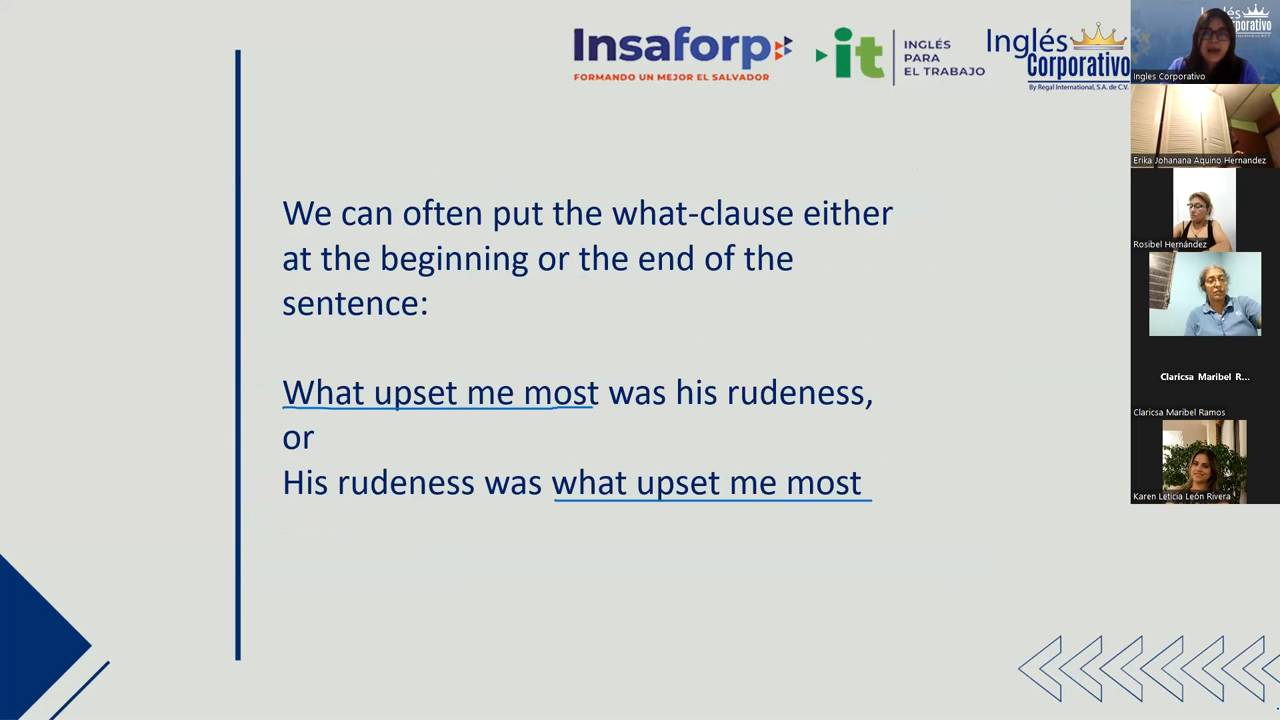 Insaforp
FORMANDO UN MEJOR EL SALVADOR
it
INGLÉS
PARA
EL TRABAJO
Inglés
Corporativo
By Regal International, S.A. de C.V.
Ingles Corporativo
Erika Johanana Aquino Hernandez
Rosibel Hernández
Claricsa Maribel R...
Claricsa Maribel Ramos
Karen Leticia León Rivera
We can often put the what-clause either
at the beginning or the end of the
sentence:
What upset me most was his rudeness,
or
His rudeness was what upset me most